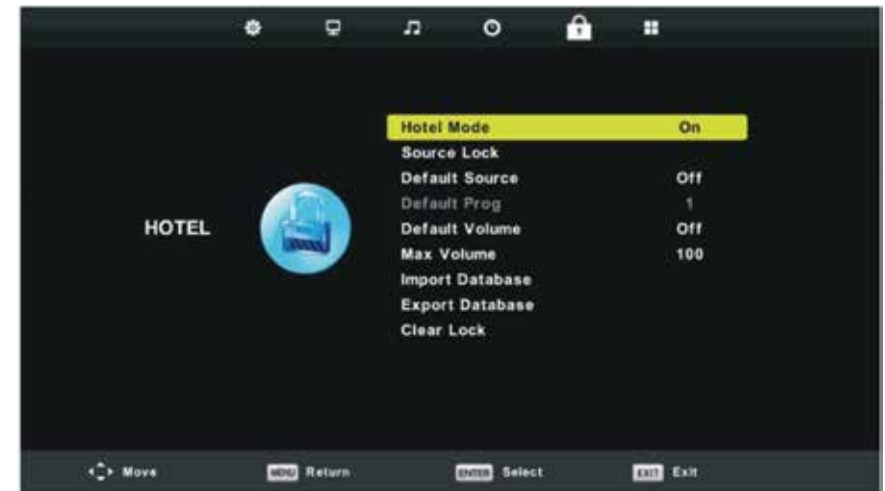 Hotel Mode On
Source Lock
Default Source Off
Default Prog 1
HOTEL
Default Volume Off
Max Volume 100
Import Database
Export Database
Clear Lock
Move MENU Return ENTER Select EXIT Exit